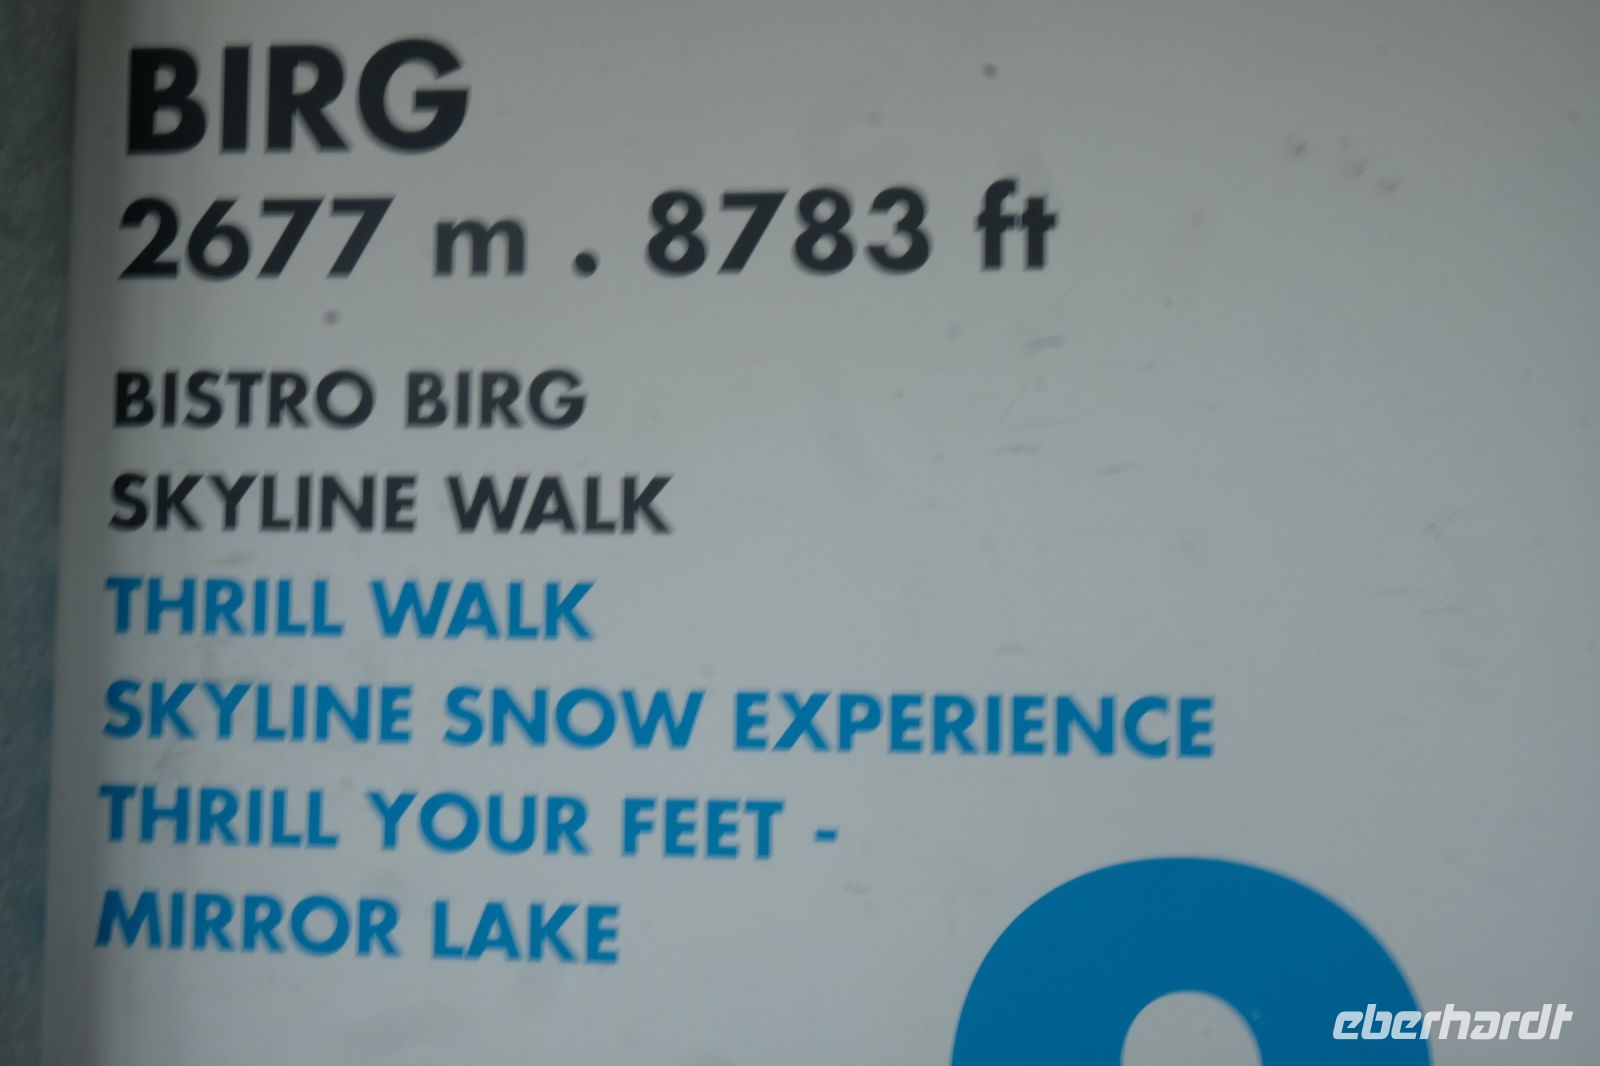 BIRG
2677 m . 8783 ft
BISTRO BIRG
SKYLINE WALK
THRILL WALK
SKYLINE SNOW EXPERIENCE
THRILL YOUR FEET -
MIRROR LAKE
eberhardt